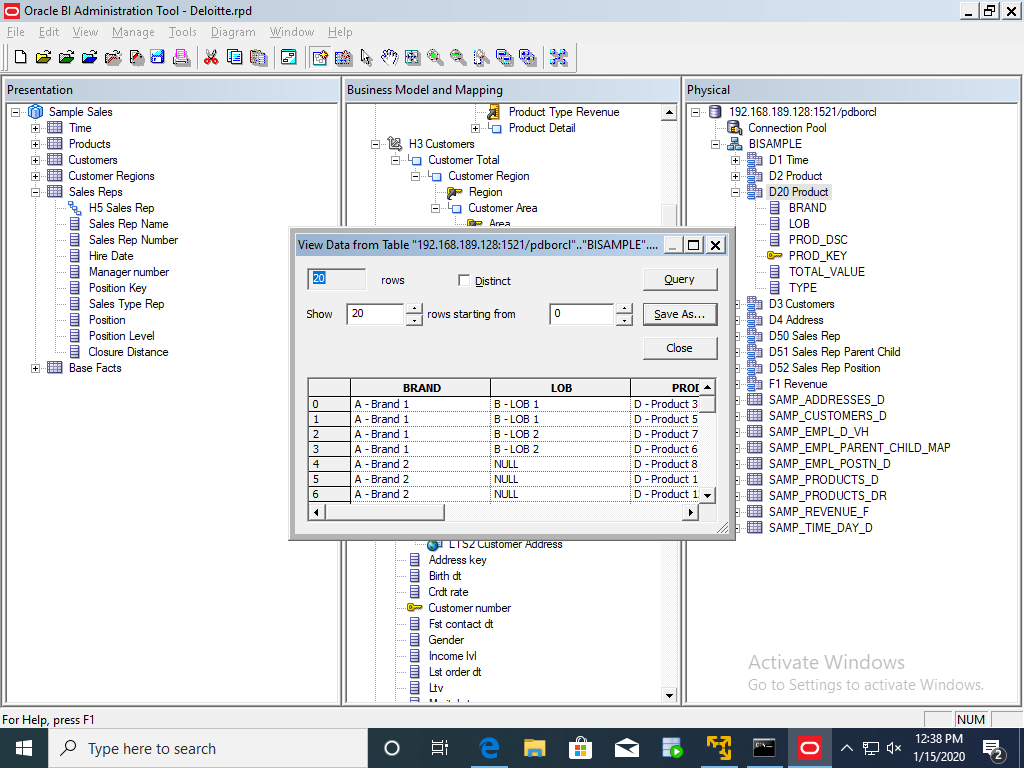 Oracle BI Administration Tool - Deloitte.rpd
File Edit View Manage Tools Diagram Window Help
Presentation
Sample Sales
Time
Products
Customers
Customer Regions
Sales Reps
H5 Sales Rep
Sales Rep Name
Sales Rep Number
Hire Date
Manager number
Position Key
Sales Type Rep
Position
Position Level
Closure Distance
Base Facts
Business Model and Mapping
Product Type Revenue
Product Detail
H3 Customers
Customer Total
Customer Region
Region
Customer Area
Area
View Data from Table "192.168.189.128:1521/pdborcl".."BISAMPLE"....
20 rows Distinct Query
Show 20 rows starting from 0 Save As...
Close
BRAND LOB PROD
0 A - Brand 1 B - LOB 1 D - Product 3
1 A - Brand 1 B - LOB 1 D - Product 5
2 A - Brand 1 B - LOB 2 D - Product 7
3 A - Brand 1 B - LOB 2 D - Product 6
4 A - Brand 2 NULL D - Product 8
5 A - Brand 2 NULL D - Product 1
6 A - Brand 2 NULL D - Product 1
LTS2 Customer Address
Address key
Birth dt
Crdt rate
Customer number
Fst contact dt
Gender
Income lvl
Lst order dt
Ltv
Physical
192.168.189.128:1521/pdborcl
Connection Pool
BISAMPLE
D1 Time
D2 Product
D20 Product
BRAND
LOB
PROD_DSC
PROD_KEY
TOTAL_VALUE
TYPE
D3 Customers
D4 Address
D50 Sales Rep
D51 Sales Rep Parent Child
D52 Sales Rep Position
F1 Revenue
SAMP_ADDRESSES_D
SAMP_CUSTOMERS_D
SAMP_EMPL_D_VH
SAMP_EMPL_PARENT_CHILD_MAP
SAMP_EMPL_POSTN_D
SAMP_PRODUCTS_D
SAMP_PRODUCTS_DR
SAMP_REVENUE_F
SAMP_TIME_DAY_D
Activate Windows
Go to Settings to activate Windows.
For Help, press F1
NUM
Type here to search
12:38 PM
1/15/2020
2